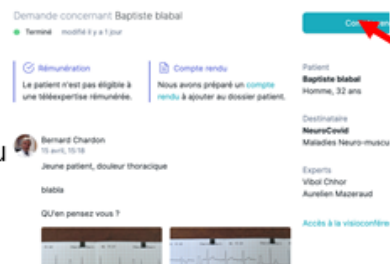 Demande concernant Baptiste blabal
Terminé modifié il y a 1 jour
Rémunération
Le patient n'est pas éligible à
une téléexpertise rémunérée.
Compte rendu
Nous avons préparé un compte
rendu à ajouter au dossier patient.
Patient
Baptiste blabal
Homme, 32 ans
Destinataire
NeuroCovid
Maladies Neuro-muscu
Experts
Vibol Chhor
Aurelien Mazeraud
Accès à la visioconfére
u
Bernard Chardon
15 avril, 15:18
Jeune patient, douleur thoracique
blabla
QU'en pensez vous ?